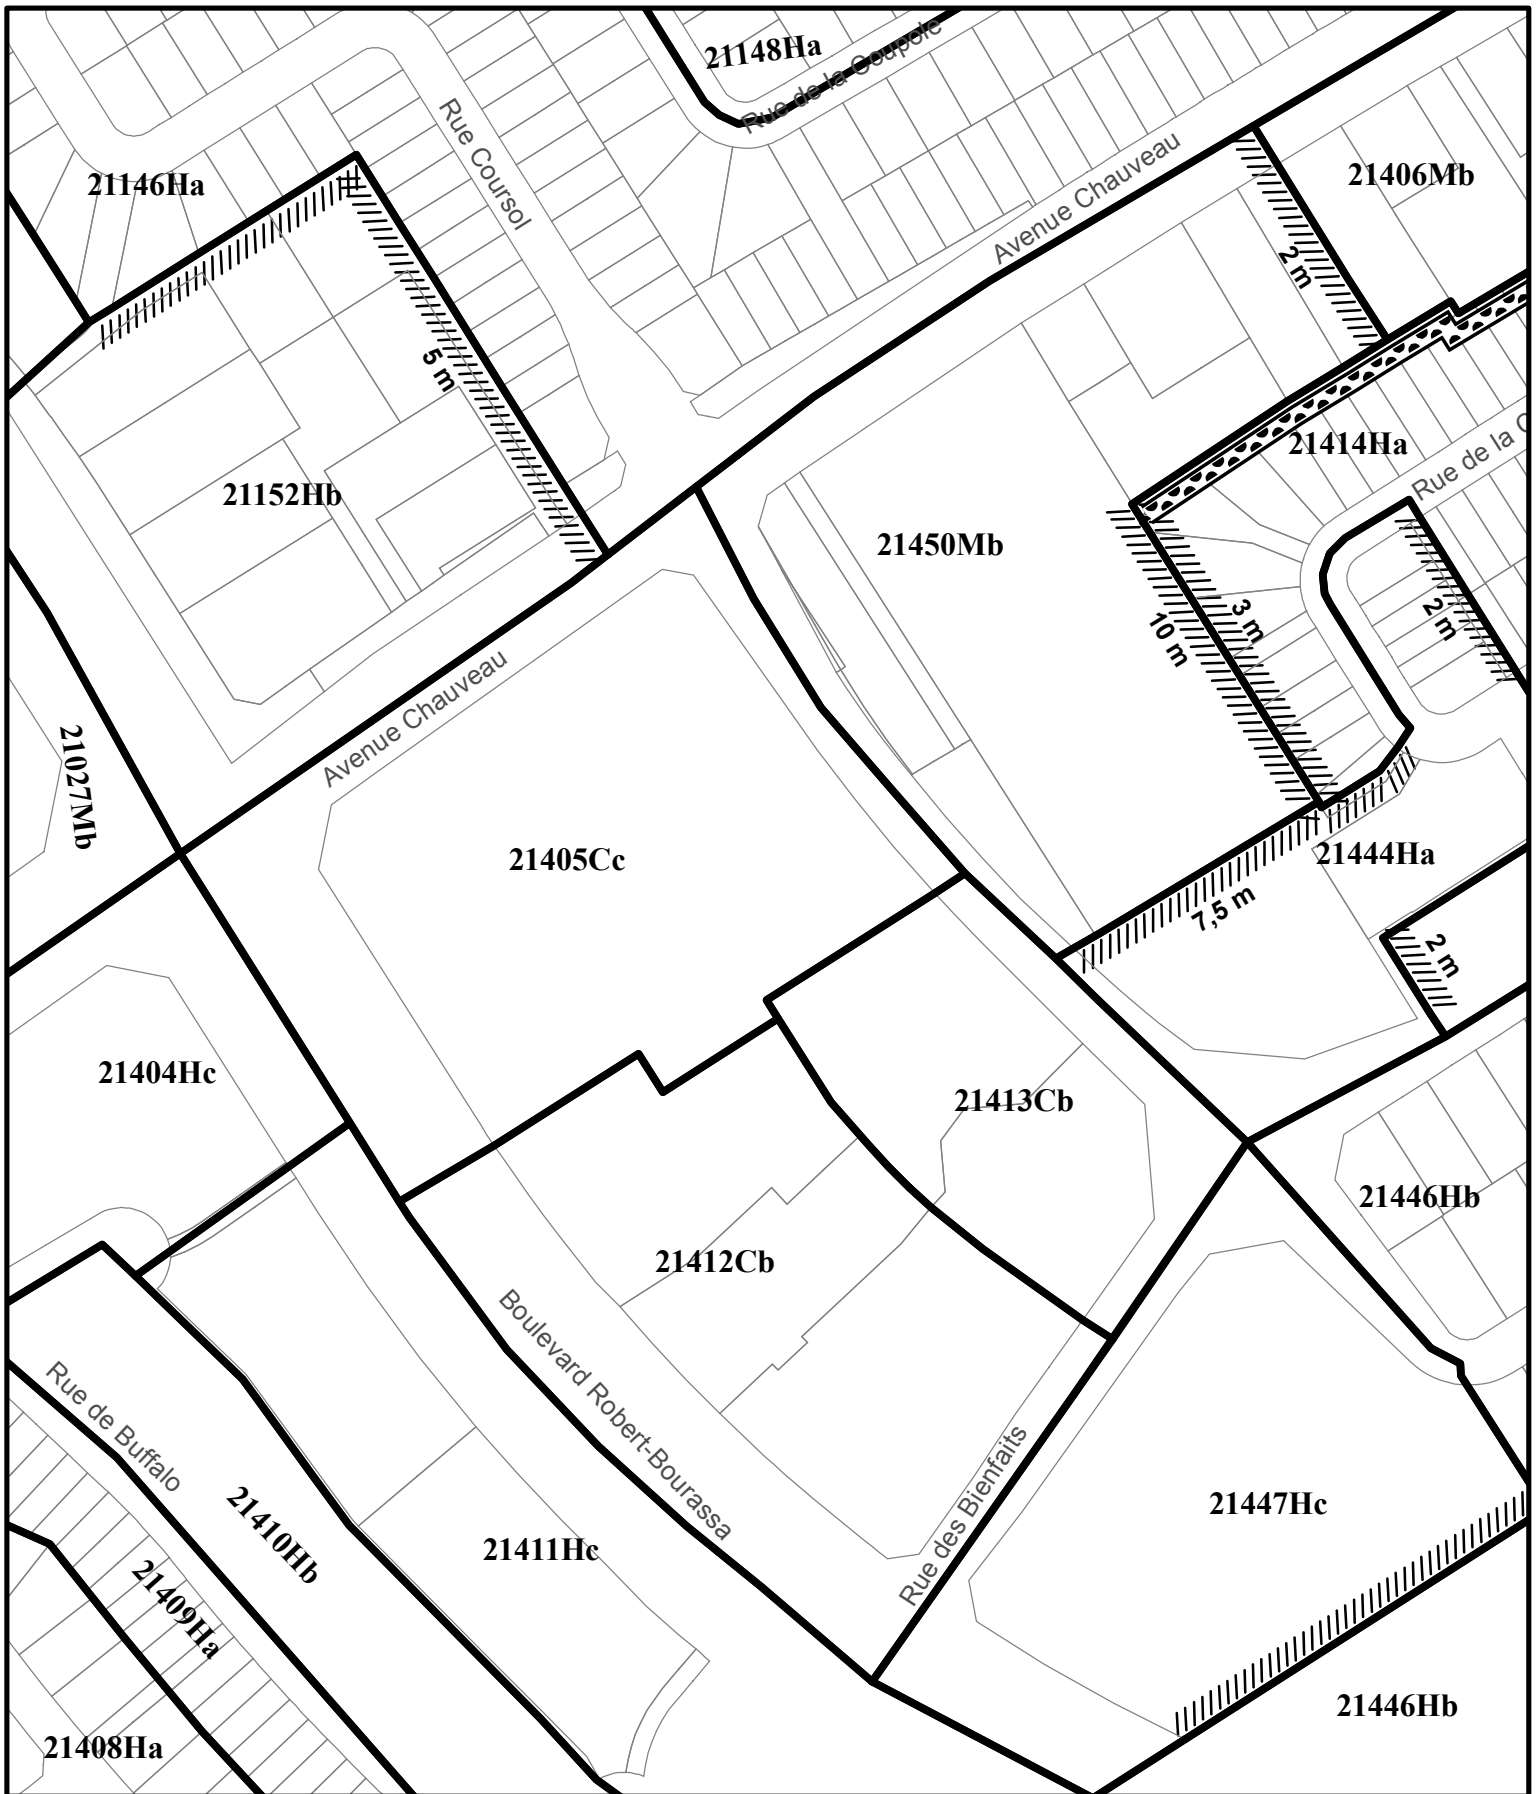 21148Ha
Rue de la Coupole
Rue Coursol
21146Ha
Avenue Chauveau
21406Mb
2 m
5 m
21414Ha
Rue de la C
21152Hb
21450Mb
3 m
10 m
2 m
Avenue Chauveau
21027Mb
21405Cc
21444Ha
7,5 m
2 m
21404Hc
21413Cb
21446Hb
21412Cb
Boulevard Robert-Bourassa
Rue de Buffalo
21410Hb
21411Hc
Rue des Bienfaits
21447Hc
21409Ha
21446Hb
21408Ha